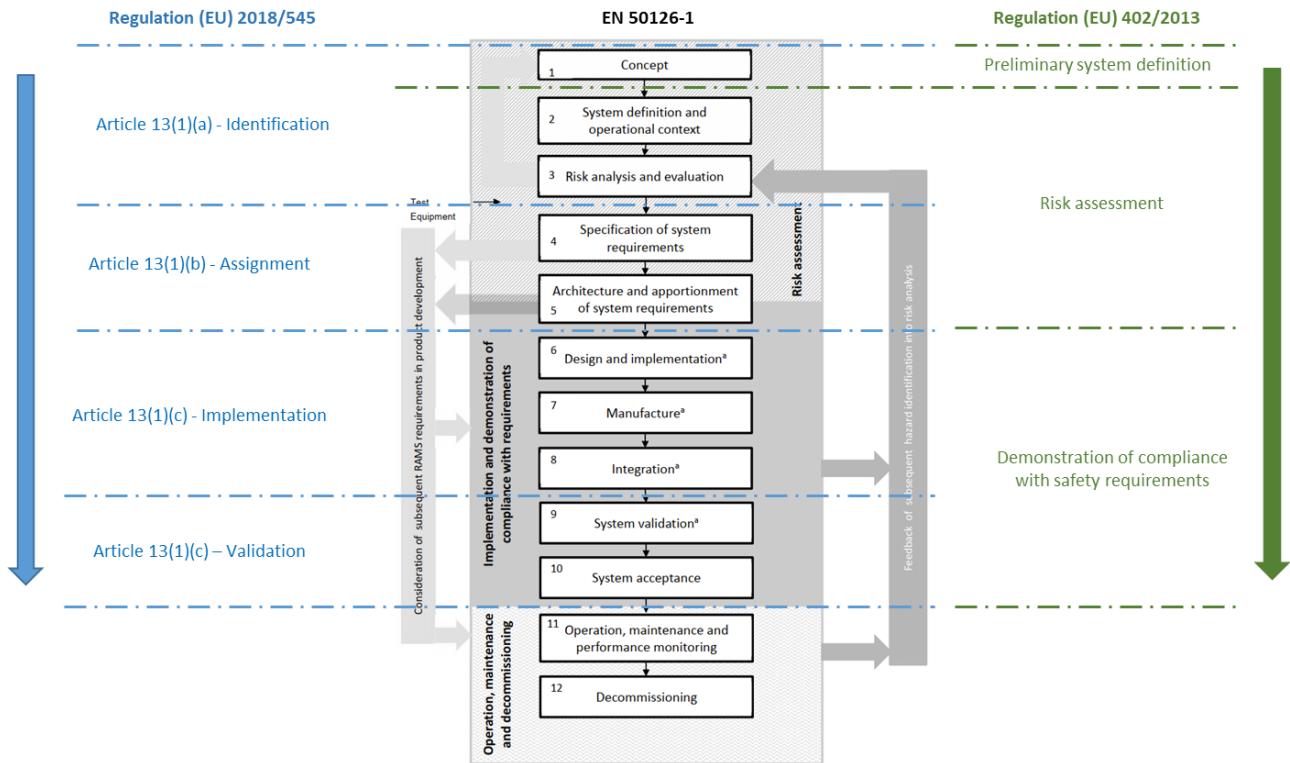 Regulation (EU) 2018/545
EN 50126-1
Regulation (EU) 402/2013
1
Concept
Preliminary system definition
Article 13(1)(a) - Identification
2
System definition and
operational context
3
Risk analysis and evaluation
Test
Equipment
Risk assessment
Risk assessment
Article 13(1)(b) - Assignment
4
Specification of system
requirements
5
Architecture and apportionment
of system requirements
Consideration of subsequent RAMS requirements in product development
Feedback of subsequent hazard identification into risk analysis
Implementation and demonstration of
compliance with requirements
6
Design and implementationᵃ
Article 13(1)(c) - Implementation
7
Manufactureᵃ
8
Integrationᵃ
Demonstration of compliance
with safety requirements
9
System validationᵃ
Article 13(1)(c) – Validation
10
System acceptance
Operation, maintenance
and decommissioning
11
Operation, maintenance and
performance monitoring
12
Decommissioning